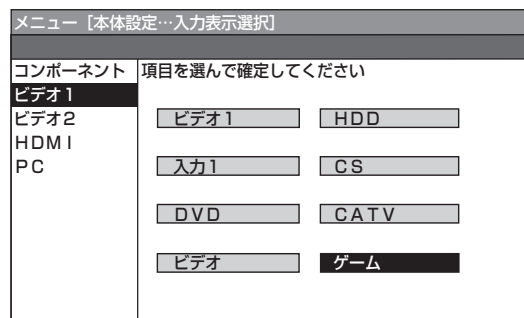 メニュー［本体設定…入力表示選択］
コンポーネント
ビデオ１
ビデオ２
ＨＤＭＩ
ＰＣ
項目を選んで確定してください
ビデオ１ ＨＤＤ
入力１ ＣＳ
ＤＶＤ ＣＡＴＶ
ビデオ ゲーム